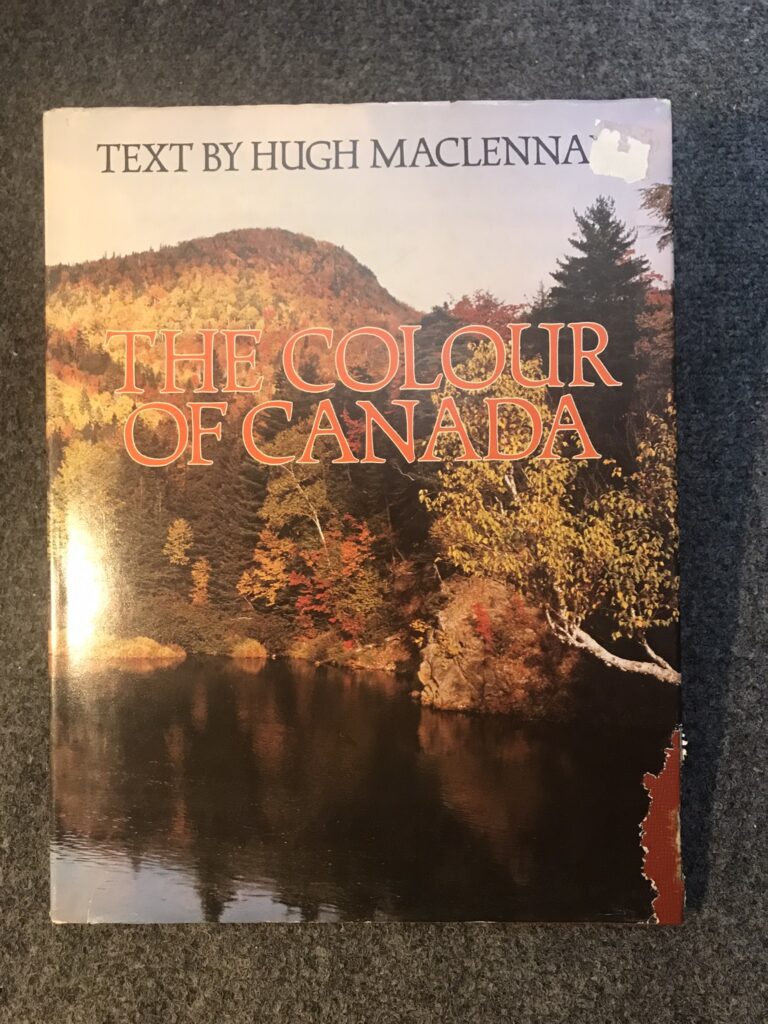 TEXT BY HUGH MACLENNA
THE COLOUR
OF CANADA